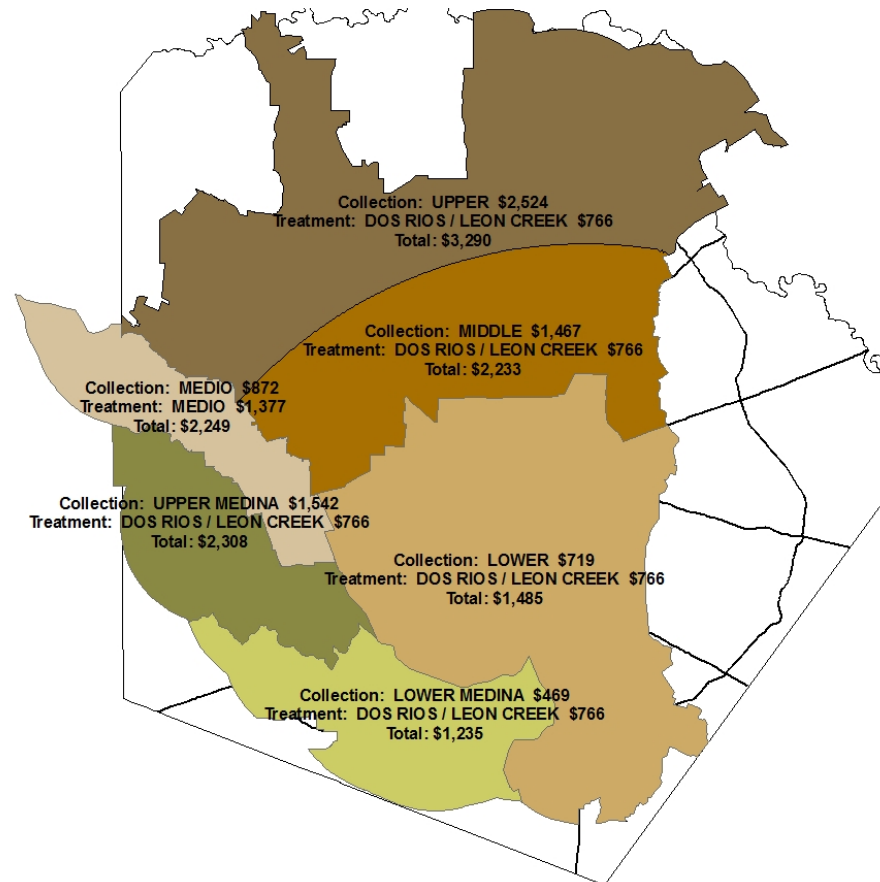 Collection: UPPER $2,524
Treatment: DOS RIOS / LEON CREEK $766
Total: $3,290
Collection: MIDDLE $1,467
Treatment: DOS RIOS / LEON CREEK $766
Total: $2,233
Collection: MEDIO $872
Treatment: MEDIO $1,377
Total: $2,249
Collection: UPPER MEDINA $1,542
Treatment: DOS RIOS / LEON CREEK $766
Total: $2,308
Collection: LOWER $719
Treatment: DOS RIOS / LEON CREEK $766
Total: $1,485
Collection: LOWER MEDINA $469
Treatment: DOS RIOS / LEON CREEK $766
Total: $1,235